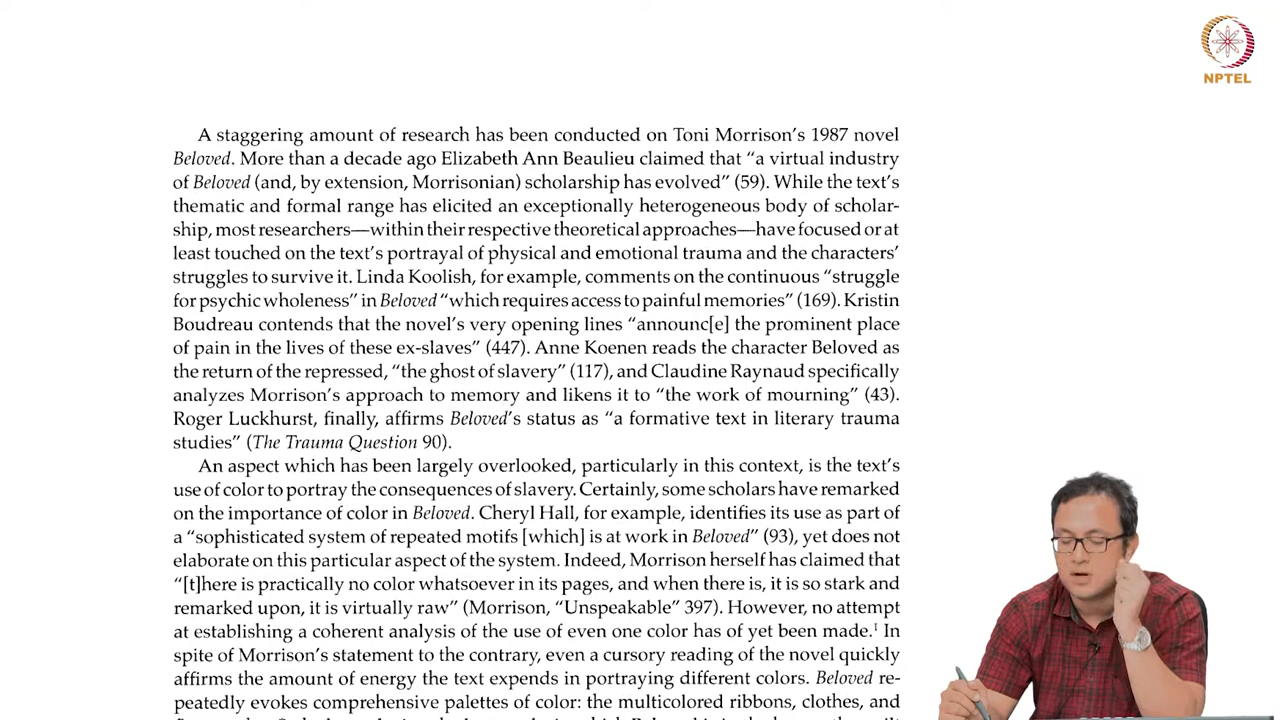 NPTEL
A staggering amount of research has been conducted on Toni Morrison's 1987 novel
Beloved. More than a decade ago Elizabeth Ann Beaulieu claimed that "a virtual industry
of Beloved (and, by extension, Morrisonian) scholarship has evolved" (59). While the text's
thematic and formal range has elicited an exceptionally heterogeneous body of scholar-
ship, most researchers—within their respective theoretical approaches—have focused or at
least touched on the text's portrayal of physical and emotional trauma and the characters'
struggles to survive it. Linda Koolish, for example, comments on the continuous "struggle
for psychic wholeness" in Beloved "which requires access to painful memories" (169). Kristin
Boudreau contends that the novel's very opening lines "announc[e] the prominent place
of pain in the lives of these ex-slaves" (447). Anne Koenen reads the character Beloved as
the return of the repressed, "the ghost of slavery" (117), and Claudine Raynaud specifically
analyzes Morrison's approach to memory and likens it to "the work of mourning" (43).
Roger Luckhurst, finally, affirms Beloved's status as "a formative text in literary trauma
studies" (The Trauma Question 90).
An aspect which has been largely overlooked, particularly in this context, is the text's
use of color to portray the consequences of slavery. Certainly, some scholars have remarked
on the importance of color in Beloved. Cheryl Hall, for example, identifies its use as part of
a "sophisticated system of repeated motifs [which] is at work in Beloved" (93), yet does not
elaborate on this particular aspect of the system. Indeed, Morrison herself has claimed that
"[t]here is practically no color whatsoever in its pages, and when there is, it is so stark and
remarked upon, it is virtually raw" (Morrison, "Unspeakable" 397). However, no attempt
at establishing a coherent analysis of the use of even one color has of yet been made.¹ In
spite of Morrison's statement to the contrary, even a cursory reading of the novel quickly
affirms the amount of energy the text expends in portraying different colors. Beloved re-
peatedly evokes comprehensive palettes of color: the multicolored ribbons, clothes, and